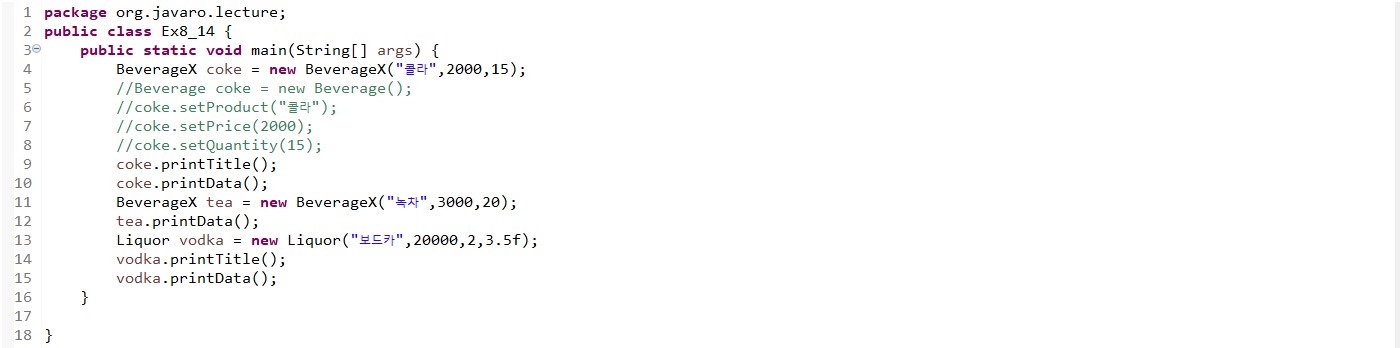 1 package org.javaro.lecture;
2 public class Ex8_14 {
3 public static void main(String[] args) {
4 BeverageX coke = new BeverageX("콜라",2000,15);
5 //Beverage coke = new Beverage();
6 //coke.setProduct("콜라");
7 //coke.setPrice(2000);
8 //coke.setQuantity(15);
9 coke.printTitle();
10 coke.printData();
11 BeverageX tea = new BeverageX("녹차",3000,20);
12 tea.printData();
13 Liquor vodka = new Liquor("보드카",20000,2,3.5f);
14 vodka.printTitle();
15 vodka.printData();
16 }
17
18 }